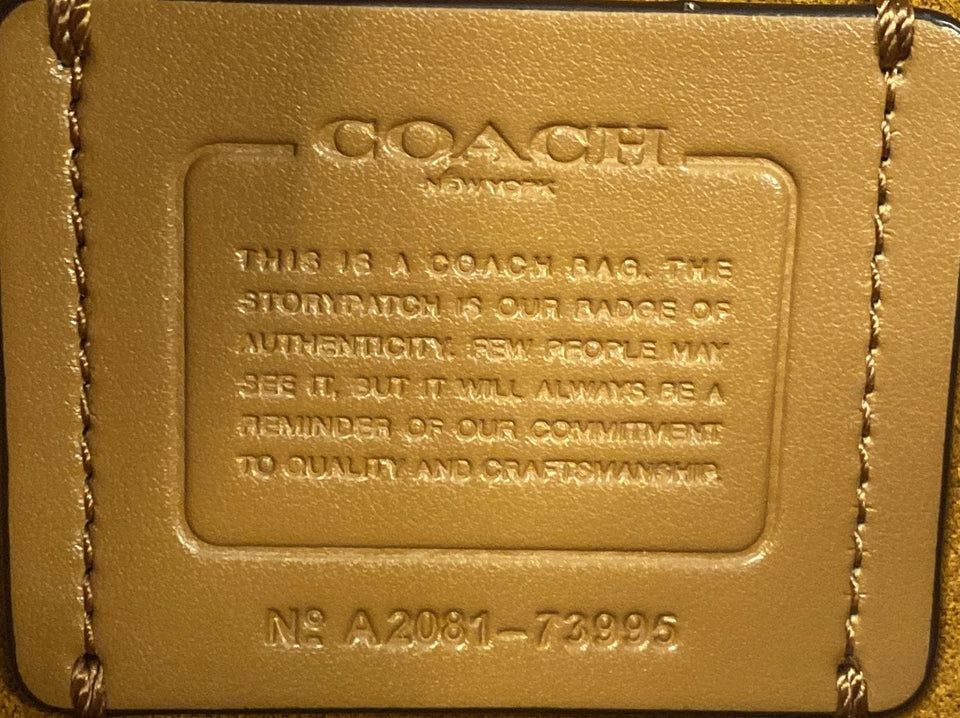 COACH
NEW YORK
THIS IS A COACH BAG. THE
STORYPATCH IS OUR BADGE OF
AUTHENTICITY. FEW PEOPLE MAY
SEE IT, BUT IT WILL ALWAYS BE A
REMINDER OF OUR COMMITMENT
TO QUALITY AND CRAFTSMANSHIP.
Nº A2081-73995